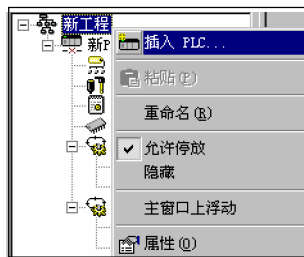 新工程
新P
插入 PLC...
粘贴(P)
重命名(R)
允许停放
隐藏
主窗口上浮动
属性(O)